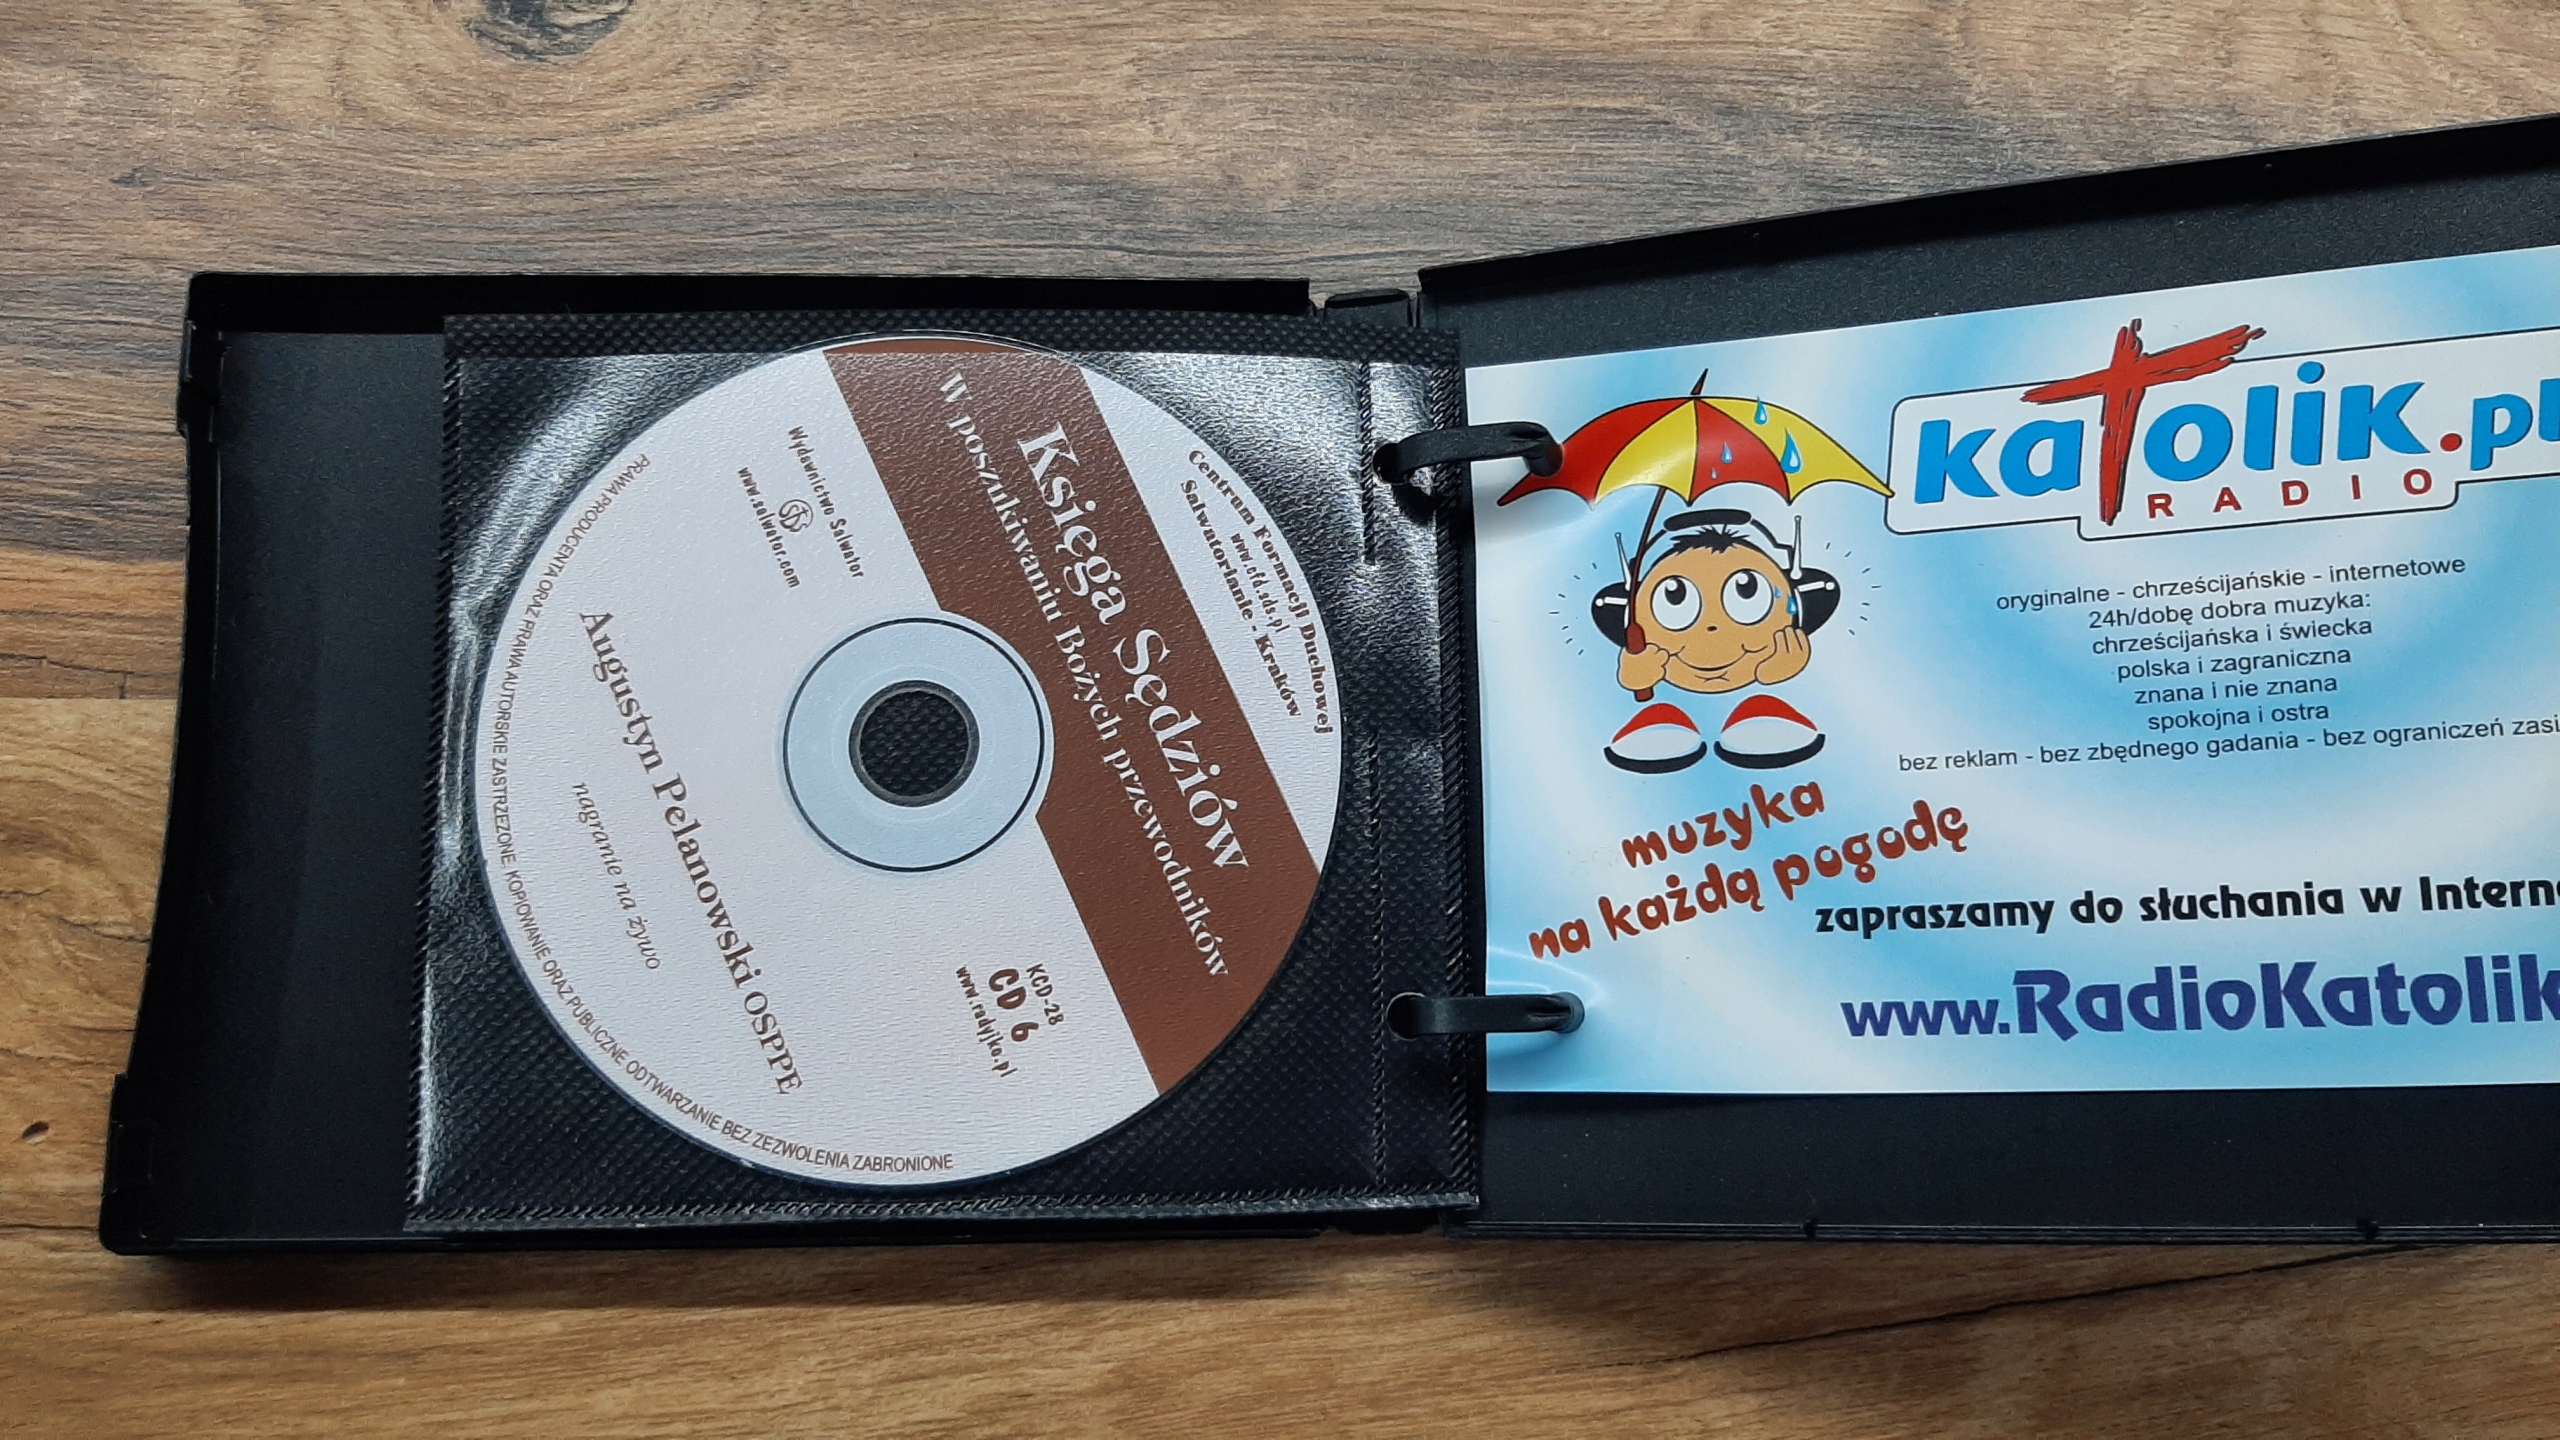 Centrum Formacji Duchowej
www.cfd.sds.pl
Salwatorianie - Kraków
Księga Sędziów
W poszukiwaniu Bożych przewodników
Wydawnictwo Salwator
SDS
www.salwator.com
KCD-28
CD 6
www.radyjko.pl
Augustyn Pelanowski OSPPE
nagranie na żywo
PRAWA PRODUCENTA ORAZ PRAWA AUTORSKIE ZASTRZEŻONE. KOPIOWANIE ORAZ PUBLICZNE ODTWARZANIE BEZ ZEZWOLENIA ZABRONIONE
kaTolik.pl
RADIO
oryginalne - chrześcijańskie - internetowe
24h/dobę dobra muzyka:
chrześcijańska i świecka
polska i zagraniczna
znana i nie znana
spokojna i ostra
bez reklam - bez zbędnego gadania - bez ograniczeń zasi
muzyka
na każdą pogodę
zapraszamy do słuchania w Intern
www.RadioKatolik